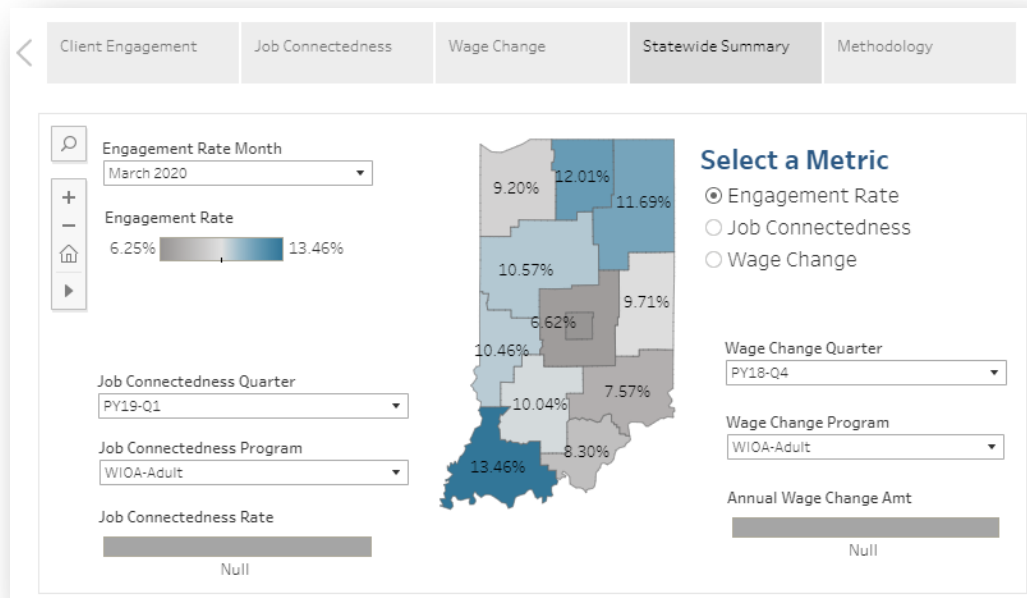 Client Engagement
Job Connectedness
Wage Change
Statewide Summary
Methodology
Engagement Rate Month
March 2020
Engagement Rate
6.25%
13.46%
Job Connectedness Quarter
PY19-Q1
Job Connectedness Program
WIOA-Adult
Job Connectedness Rate
Null
9.20%
12.01%
11.69%
10.57%
9.71%
6.62%
10.46%
7.57%
10.04%
8.30%
13.46%
Select a Metric
Engagement Rate
Job Connectedness
Wage Change
Wage Change Quarter
PY18-Q4
Wage Change Program
WIOA-Adult
Annual Wage Change Amt
Null